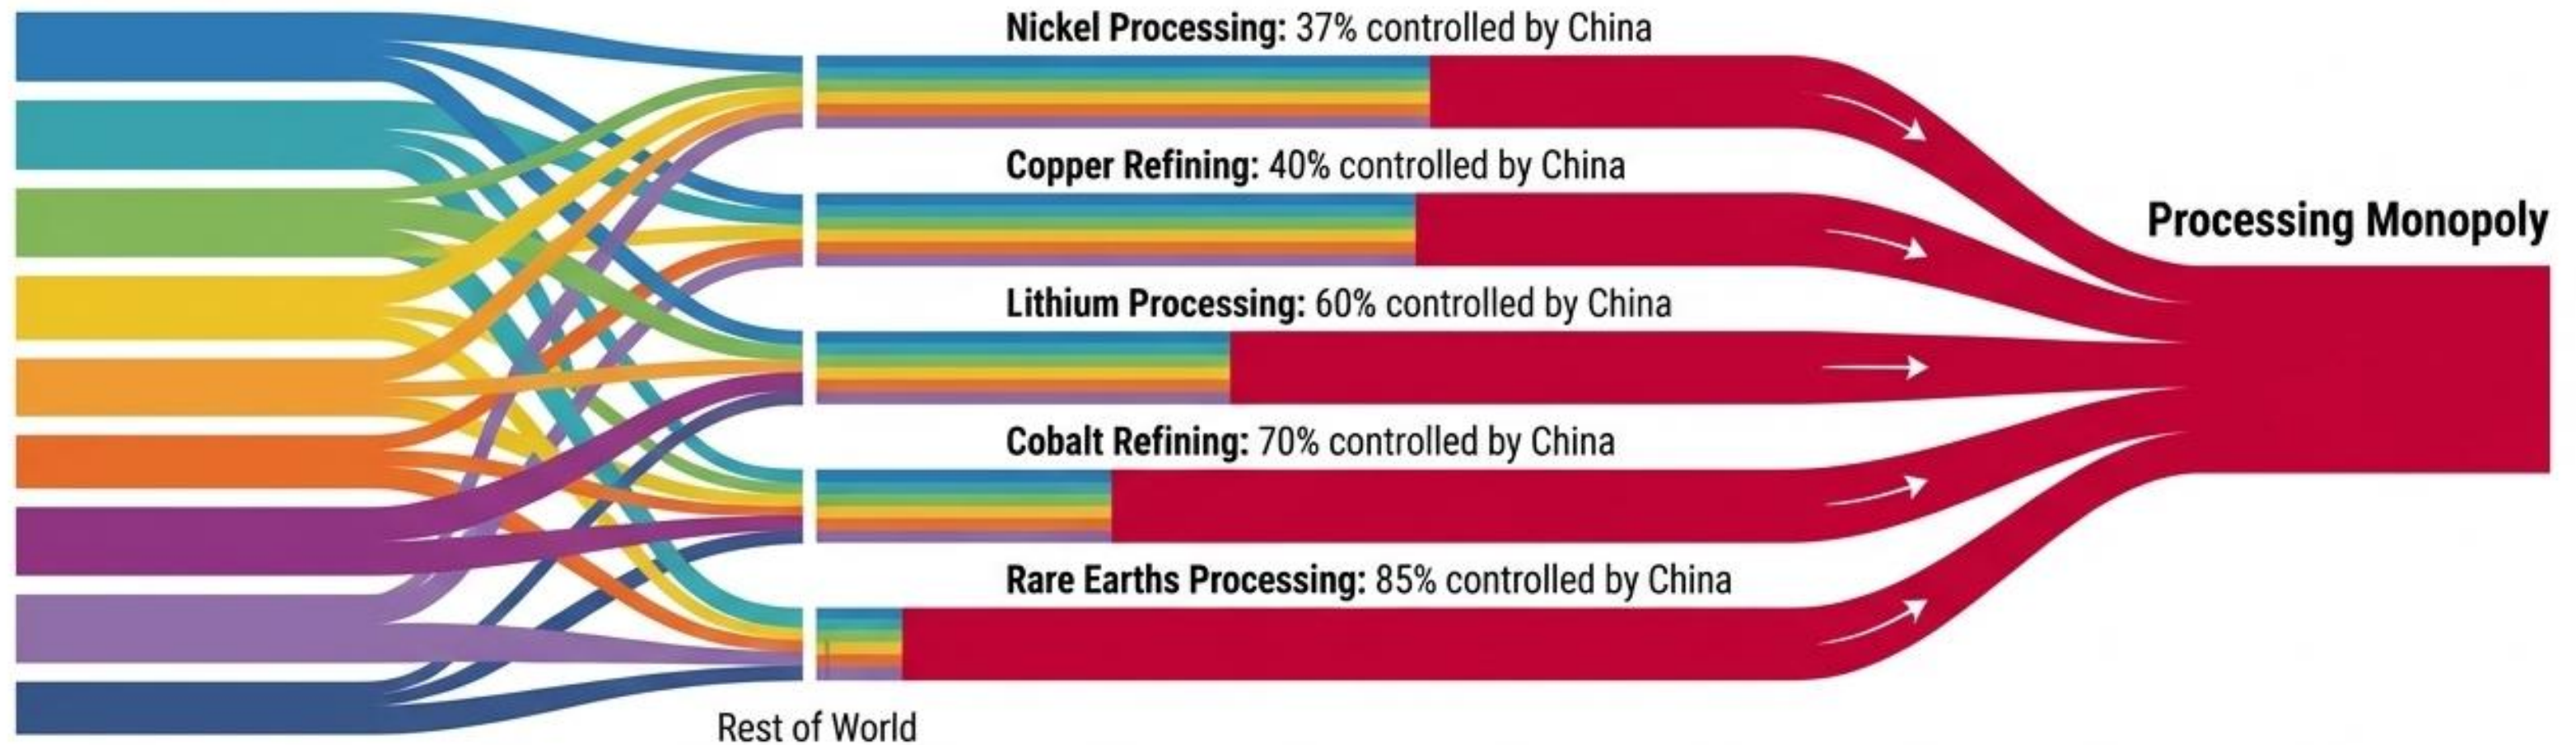 Nickel Processing: 37% controlled by China
Copper Refining: 40% controlled by China
Processing Monopoly
Lithium Processing: 60% controlled by China
Cobalt Refining: 70% controlled by China
Rare Earths Processing: 85% controlled by China
Rest of World